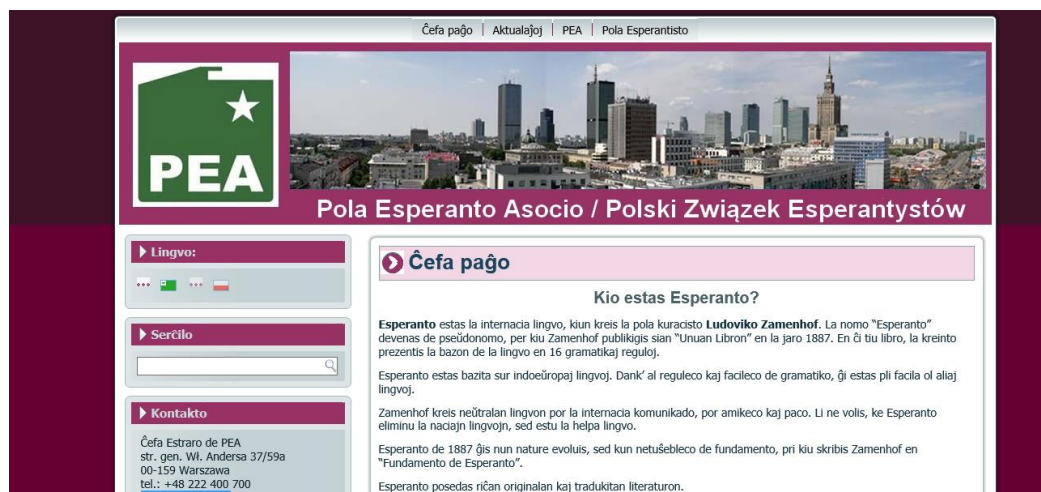 Ĉefa paĝo | Aktualaĵoj | PEA | Pola Esperantisto
PEA
Pola Esperanto Asocio / Polski Związek Esperantystów
Lingvo:
Serĉilo
Kontakto
Ĉefa Estraro de PEA
str. gen. Wł. Andersa 37/59a
00-159 Warszawa
tel.: +48 222 400 700
Ĉefa paĝo
Kio estas Esperanto?
Esperanto estas la internacia lingvo, kiun kreis la pola kuracisto Ludoviko Zamenhof. La nomo “Esperanto”
devenas de pseŭdonomo, per kiu Zamenhof publikigis sian “Unuan Libron” en la jaro 1887. En ĉi tiu libro, la kreinto
prezentis la bazon de la lingvo en 16 gramatikaj reguloj.
Esperanto estas bazita sur indoeŭropaj lingvoj. Dank’ al reguleco kaj facileco de gramatiko, ĝi estas pli facila ol aliaj
lingvoj.
Zamenhof kreis neŭtralan lingvon por la internacia komunikado, por amikeco kaj paco. Li ne volis, ke Esperanto
eliminu la naciajn lingvojn, sed estu la helpa lingvo.
Esperanto de 1887 ĝis nun nature evoluis, sed kun netuŝebleco de fundamento, pri kiu skribis Zamenhof en
“Fundamento de Esperanto”.
Esperanto posedas riĉan originalan kaj tradukitan literaturon.